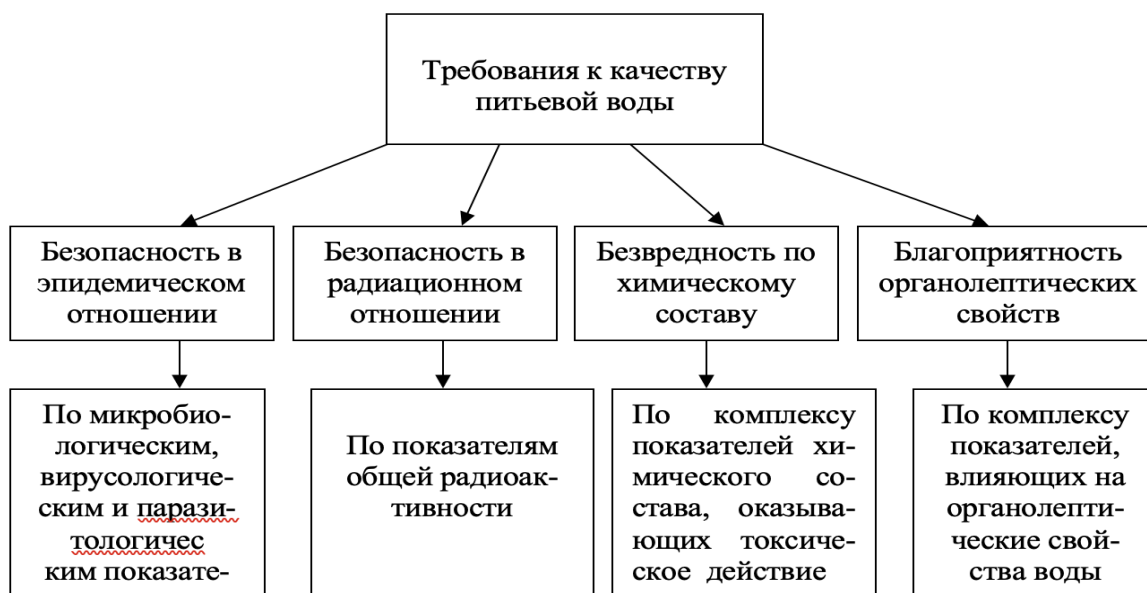 Требования к качеству
питьевой воды
Безопасность в
эпидемическом
отношении
Безопасность в
радиационном
отношении
Безвредность по
химическому
составу
Благоприятность
органолептических
свойств
По микробио-
логическим,
вирусологиче-
ским и парази-
тологичес
ким показате-
По показателям
общей радиоак-
тивности
По комплексу
показателей хи-
мического со-
става, оказыва-
ющих токсиче-
ское действие
По комплексу
показателей,
влияющих на
органолепти-
ческие свой-
ства воды